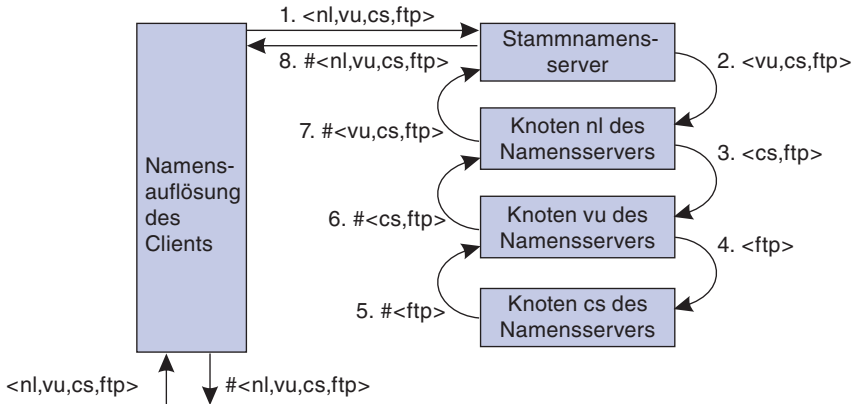 1. <nl,vu,cs,ftp>
8. #<nl,vu,cs,ftp>
Stammnamens-
server
2. <vu,cs,ftp>
7. #<vu,cs,ftp>
Knoten nl des
Namensservers
3. <cs,ftp>
Namens-
auflösung
des
Clients
6. #<cs,ftp>
Knoten vu des
Namensservers
4. <ftp>
5. #<ftp>
Knoten cs des
Namensservers
<nl,vu,cs,ftp>
#<nl,vu,cs,ftp>